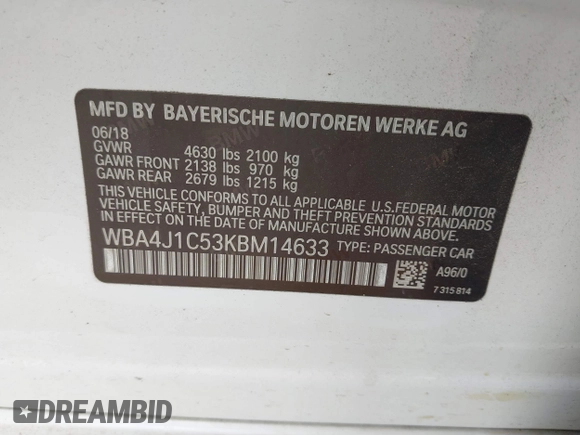 MFD BY BAYERISCHE MOTOREN WERKE AG
06/18
GVWR 4630 lbs 2100 kg
GAWR FRONT 2138 lbs 970 kg
GAWR REAR 2679 lbs 1215 kg
THIS VEHICLE CONFORMS TO ALL APPLICABLE U.S.FEDERAL MOTOR
VEHICLE SAFETY, BUMPER AND THEFT PREVENTION STANDARDS
IN EFFECT ON THE DATE OF MANUFACTURE SHOWN ABOVE.
WBA4J1C53KBM14633 TYPE: PASSENGER CAR
A96/0
7 315 814
DREAMBID